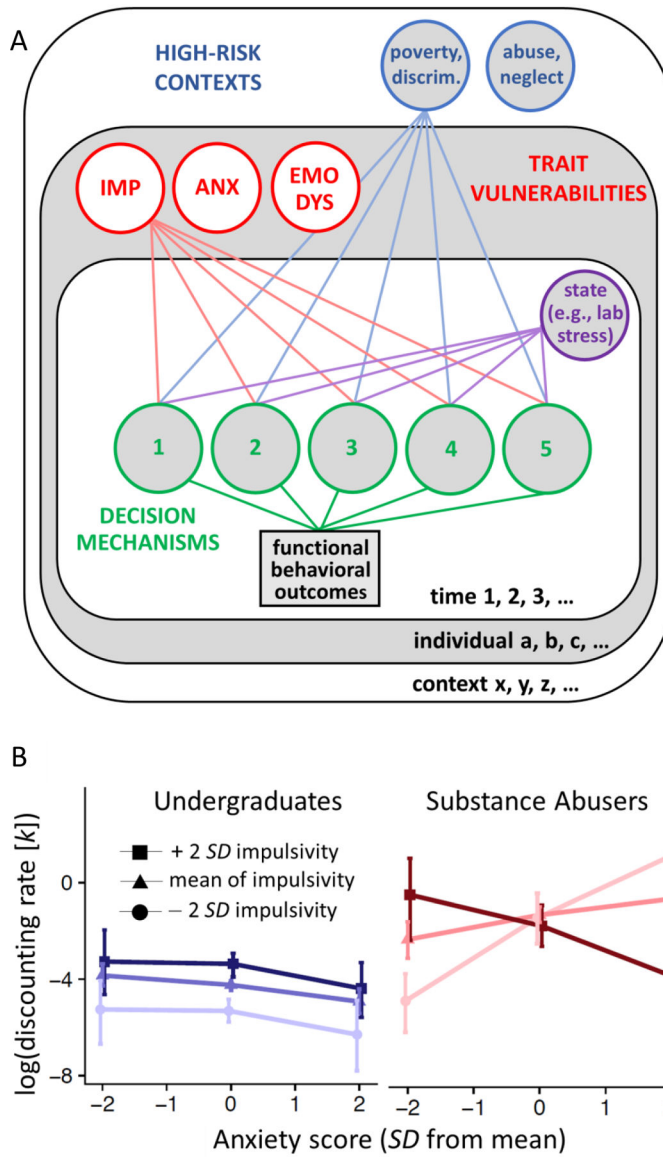 A
HIGH-RISK
CONTEXTS
poverty,
discrim.
abuse,
neglect
IMP
ANX
EMO
DYS
TRAIT
VULNERABILITIES
state
(e.g., lab
stress)
1
2
3
4
5
DECISION
MECHANISMS
functional
behavioral
outcomes
time 1, 2, 3, ...
individual a, b, c, ...
context x, y, z, ...
B
Undergraduates
Substance Abusers
+ 2 SD impulsivity
mean of impulsivity
− 2 SD impulsivity
log(discounting rate [k])
0
−4
−8
−2
−1
0
1
2
−2
−1
0
1
Anxiety score (SD from mean)